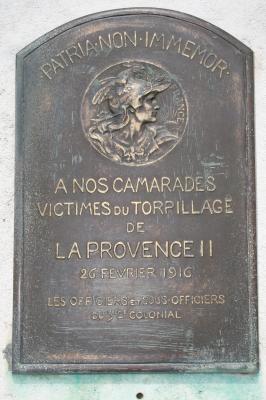 PATRIA·NON·IMMEMOR·
FRANCE
A NOS CAMARADES
VICTIMES DU TORPILLAGE
DE
LA PROVENCE II
26 FEVRIER 1916
LES OFFICIERS ET SOUS-OFFICIERS
DU 3E COLONIAL